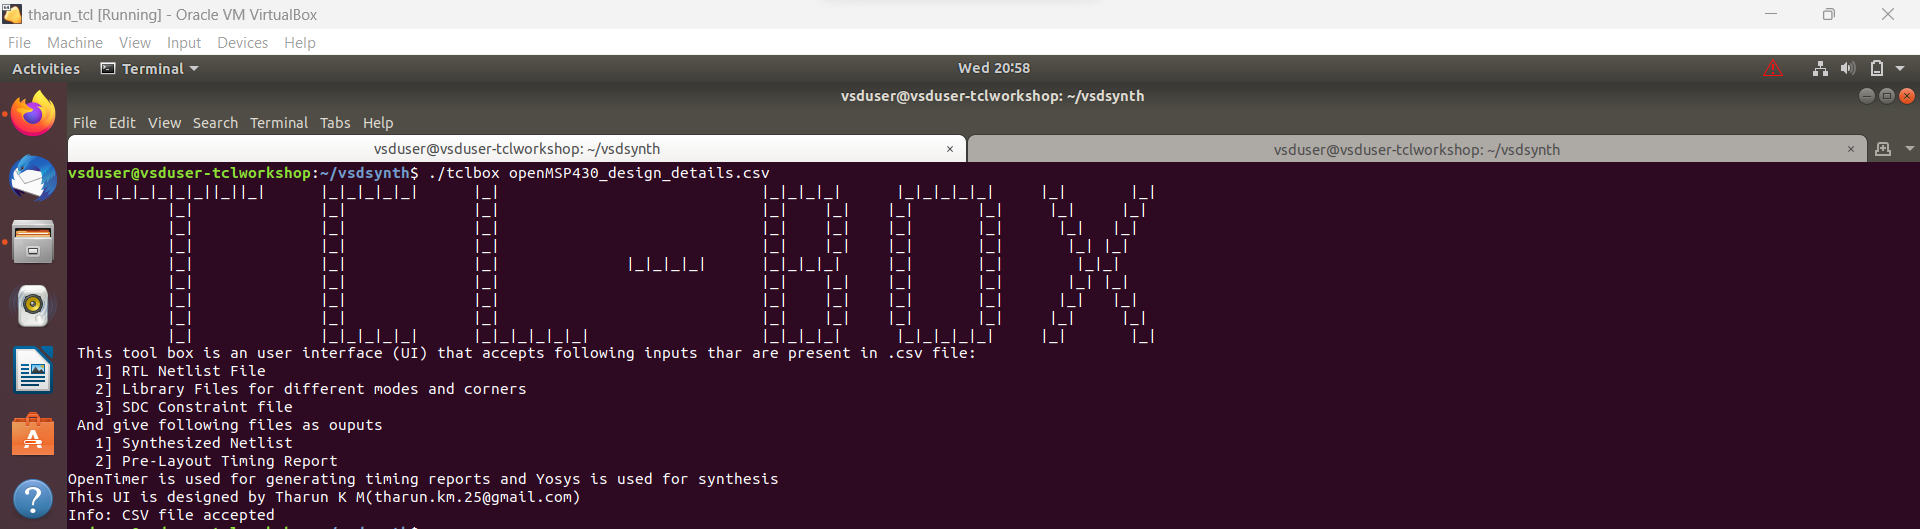 tharun_tcl [Running] - Oracle VM VirtualBox
File Machine View Input Devices Help
Activities Terminal Wed 20:58
vsduser@vsduser-tclworkshop: ~/vsdsynth
File Edit View Search Terminal Tabs Help
vsduser@vsduser-tclworkshop: ~/vsdsynth × vsduser@vsduser-tclworkshop: ~/vsdsynth ×
vsduser@vsduser-tclworkshop:~/vsdsynth$ ./tclbox openMSP430_design_details.csv
TCL-BOX
This tool box is an user interface (UI) that accepts following inputs thar are present in .csv file:
1] RTL Netlist File
2] Library Files for different modes and corners
3] SDC Constraint file
And give following files as ouputs
1] Synthesized Netlist
2] Pre-Layout Timing Report
OpenTimer is used for generating timing reports and Yosys is used for synthesis
This UI is designed by Tharun K M(tharun.km.25@gmail.com)
Info: CSV file accepted